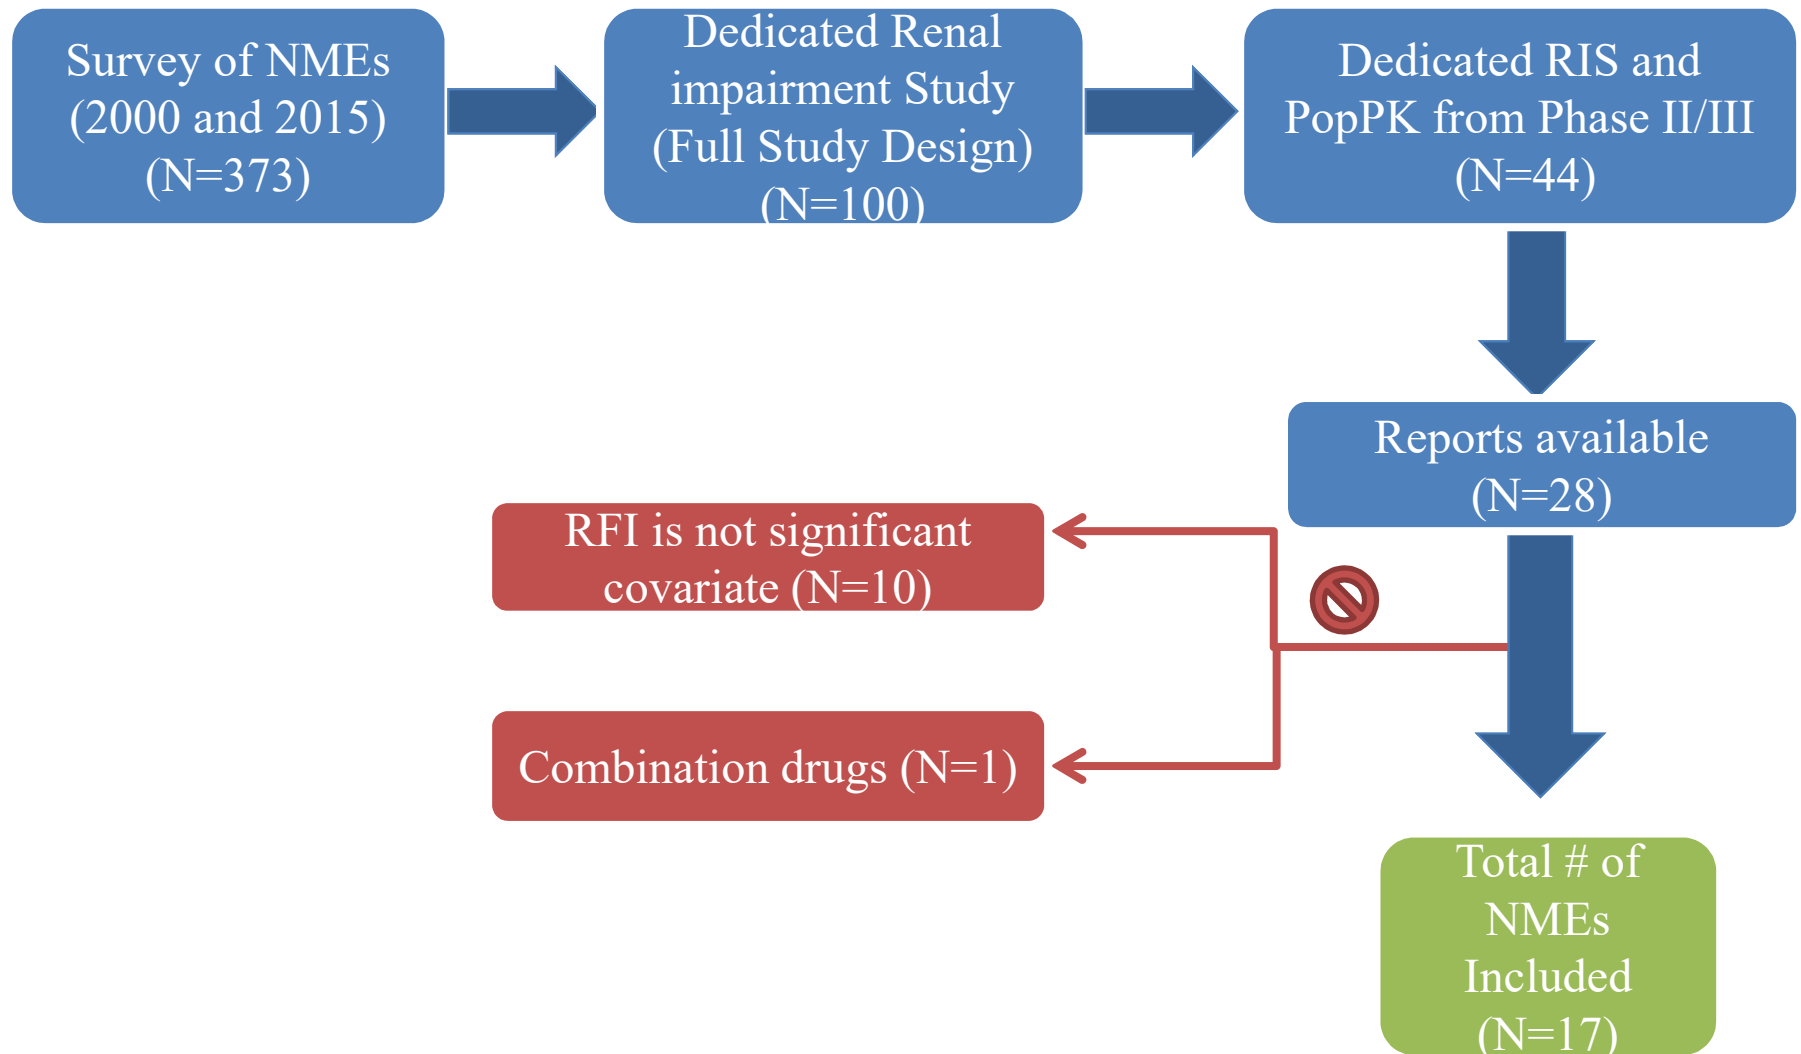 Survey of NMEs
(2000 and 2015)
(N=373)
Dedicated Renal
impairment Study
(Full Study Design)
(N=100)
Dedicated RIS and
PopPK from Phase II/III
(N=44)
Reports available
(N=28)
RFI is not significant
covariate (N=10)
Combination drugs (N=1)
Total # of
NMEs
Included
(N=17)